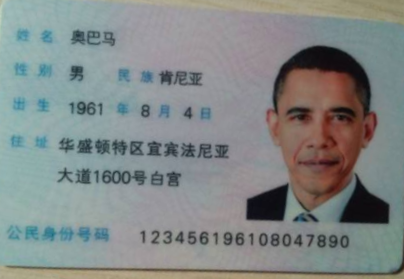 姓名 奥巴马
性别 男 民族 肯尼亚
出生 1961 年 8 月 4 日
住址 华盛顿特区宜宾法尼亚
大道1600号白宫
公民身份号码 123456196108047890